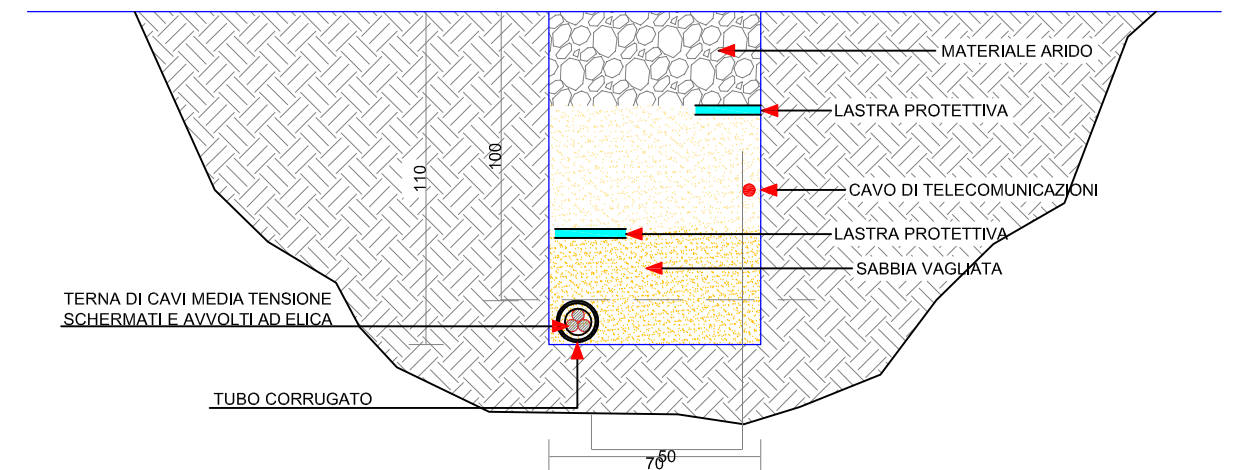 MATERIALE ARIDO
LASTRA PROTETTIVA
100
110
CAVO DI TELECOMUNICAZIONI
LASTRA PROTETTIVA
SABBIA VAGLIATA
TERNA DI CAVI MEDIA TENSIONE
SCHERMATI E AVVOLTI AD ELICA
TUBO CORRUGATO
50
70